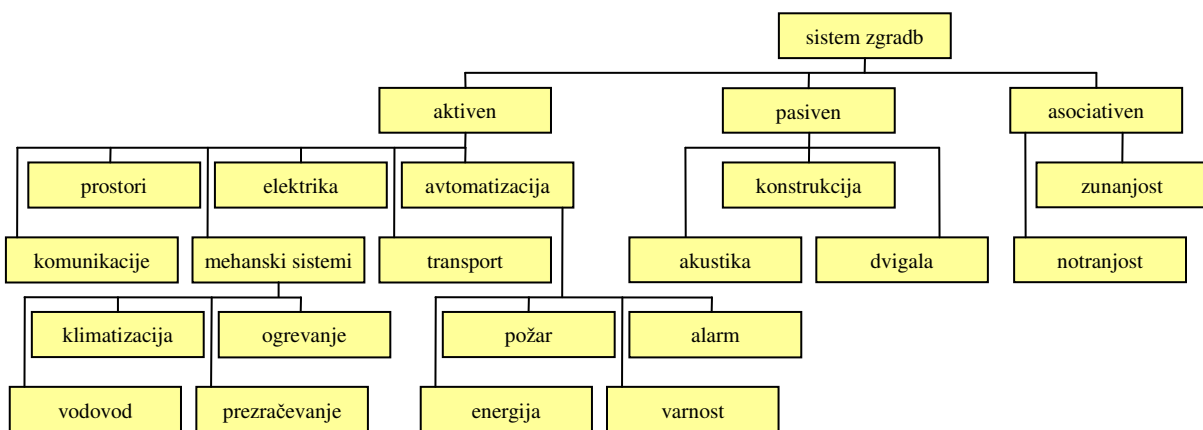 sistem zgradb
aktiven
pasiven
asociativen
prostori
elektrika
avtomatizacija
konstrukcija
zunanjost
komunikacije
mehanski sistemi
transport
akustika
dvigala
notranjost
klimatizacija
ogrevanje
požar
alarm
vodovod
prezračevanje
energija
varnost